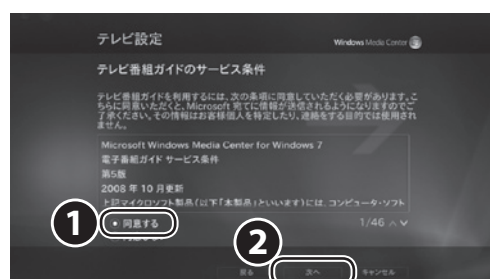 テレビ設定
Windows Media Center
テレビ番組ガイドのサービス条件
テレビ番組ガイドを利用するには、次の条項に同意していただく必要があります。こ
ちらに同意いただくと、Microsoft 宛てに情報が送信されるようになりますのでご
了承ください。その情報はお客様個人を特定したり、連絡をする目的では使用され
ません。
Microsoft Windows Media Center for Windows 7
電子番組ガイド サービス条件
第5版
2008 年 10 月更新
上記マイクロソフト製品(以下「本製品」といいます)には、コンピュータ・ソフト
1
同意する
1/46
2
戻る
次へ
キャンセル